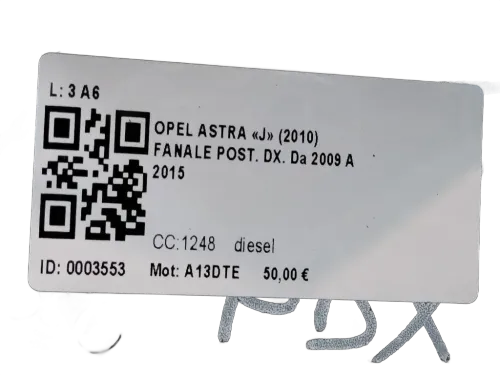 L: 3 A6
OPEL ASTRA «J» (2010)
FANALE POST. DX. Da 2009 A
2015
CC:1248 diesel
ID: 0003553 Mot: A13DTE 50,00 €
PDX